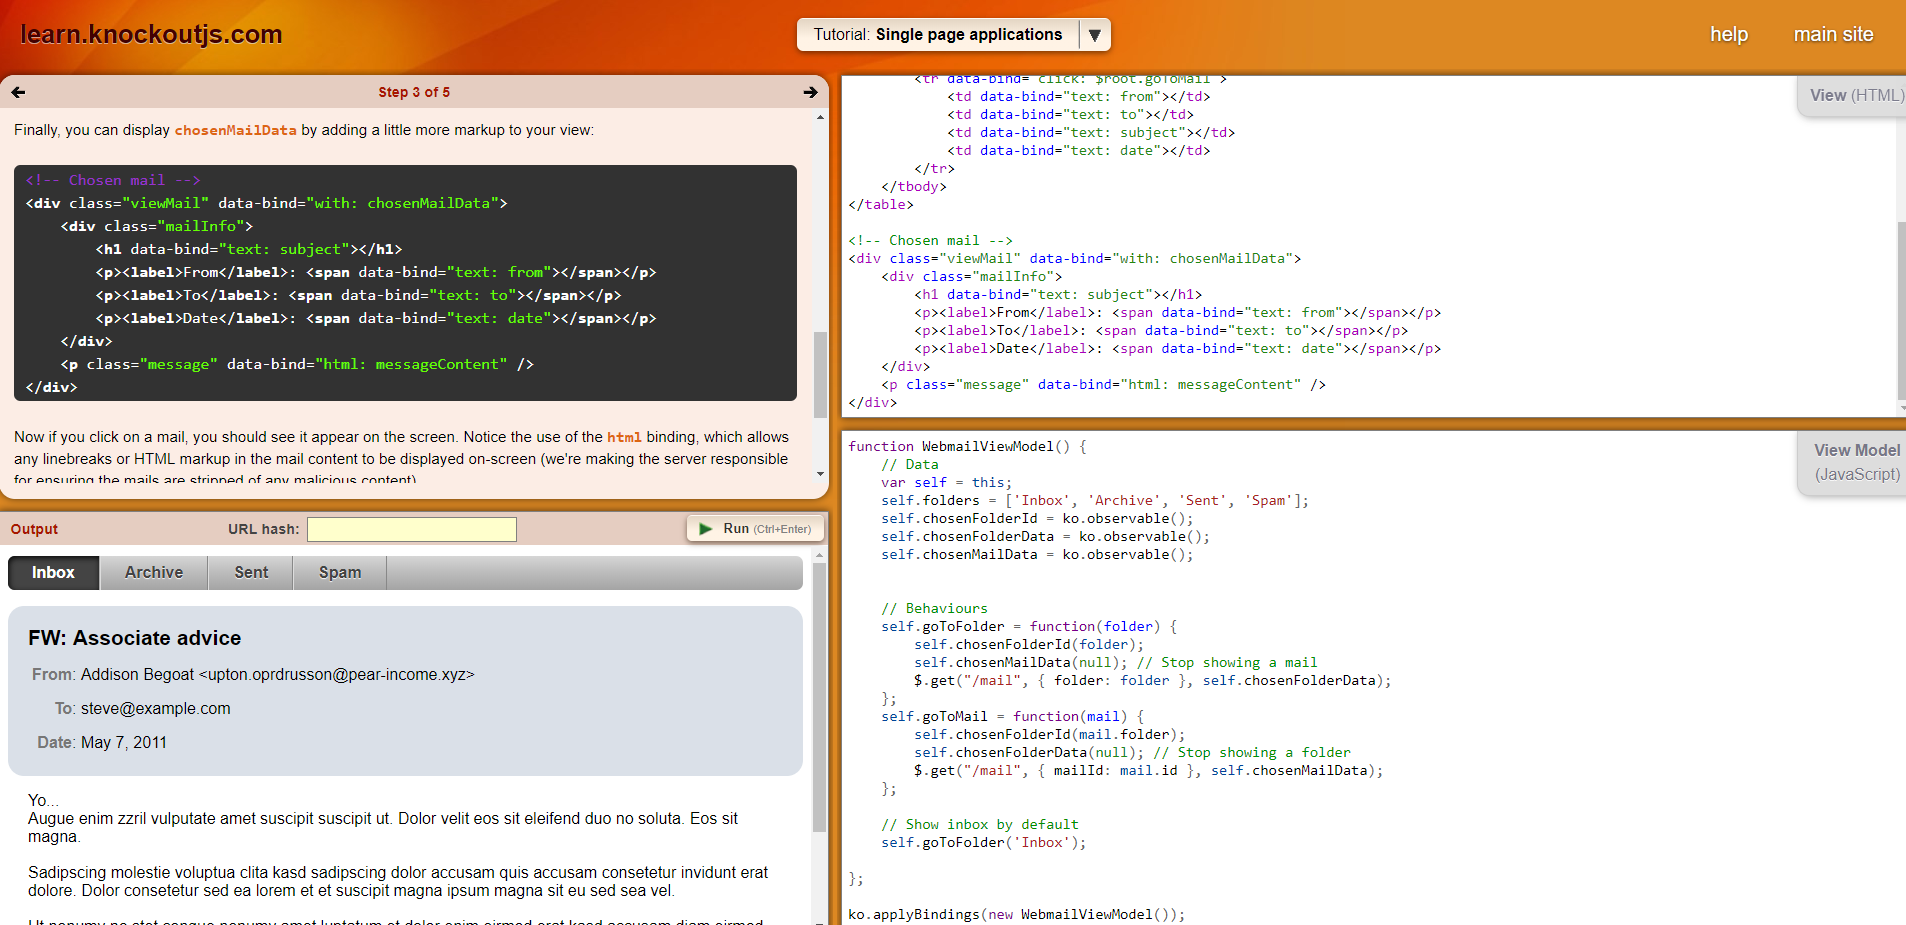 learn.knockoutjs.com
Tutorial: Single page applications ▼
help main site
Step 3 of 5
Finally, you can display chosenMailData by adding a little more markup to your view:
<!-- Chosen mail -->
<div class="viewMail" data-bind="with: chosenMailData">
    <div class="mailInfo">
        <h1 data-bind="text: subject"></h1>
        <p><label>From</label>: <span data-bind="text: from"></span></p>
        <p><label>To</label>: <span data-bind="text: to"></span></p>
        <p><label>Date</label>: <span data-bind="text: date"></span></p>
    </div>
    <p class="message" data-bind="html: messageContent" />
</div>
Now if you click on a mail, you should see it appear on the screen. Notice the use of the html binding, which allows
any linebreaks or HTML markup in the mail content to be displayed on-screen (we're making the server responsible
for ensuring the mails are stripped of any malicious content).
Output URL hash: Run (Ctrl+Enter)
Inbox Archive Sent Spam
FW: Associate advice
From: Addison Begoat <upton.oprdrusson@pear-income.xyz>
To: steve@example.com
Date: May 7, 2011
Yo...
Augue enim zzril vulputate amet suscipit suscipit ut. Dolor velit eos sit eleifend duo no soluta. Eos sit
magna.
Sadipscing molestie voluptua clita kasd sadipscing dolor accusam quis accusam consetetur invidunt erat
dolore. Dolor consetetur sed ea lorem et et suscipit magna ipsum magna sit eu sed sea vel.
Ut nonumy no stet congue nonumy amet luptatum et dolor enim eirmod erat kasd accusam diam eirmod
<tr data-bind="click: $root.goToMail">
            <td data-bind="text: from"></td>
            <td data-bind="text: to"></td>
            <td data-bind="text: subject"></td>
            <td data-bind="text: date"></td>
        </tr>
    </tbody>
</table>
<!-- Chosen mail -->
<div class="viewMail" data-bind="with: chosenMailData">
    <div class="mailInfo">
        <h1 data-bind="text: subject"></h1>
        <p><label>From</label>: <span data-bind="text: from"></span></p>
        <p><label>To</label>: <span data-bind="text: to"></span></p>
        <p><label>Date</label>: <span data-bind="text: date"></span></p>
    </div>
    <p class="message" data-bind="html: messageContent" />
</div>
View (HTML)
function WebmailViewModel() {
    // Data
    var self = this;
    self.folders = ['Inbox', 'Archive', 'Sent', 'Spam'];
    self.chosenFolderId = ko.observable();
    self.chosenFolderData = ko.observable();
    self.chosenMailData = ko.observable();
    // Behaviours
    self.goToFolder = function(folder) {
        self.chosenFolderId(folder);
        self.chosenMailData(null); // Stop showing a mail
        $.get("/mail", { folder: folder }, self.chosenFolderData);
    };
    self.goToMail = function(mail) {
        self.chosenFolderId(mail.folder);
        self.chosenFolderData(null); // Stop showing a folder
        $.get("/mail", { mailId: mail.id }, self.chosenMailData);
    };
    // Show inbox by default
    self.goToFolder('Inbox');
};
ko.applyBindings(new WebmailViewModel());
View Model
(JavaScript)